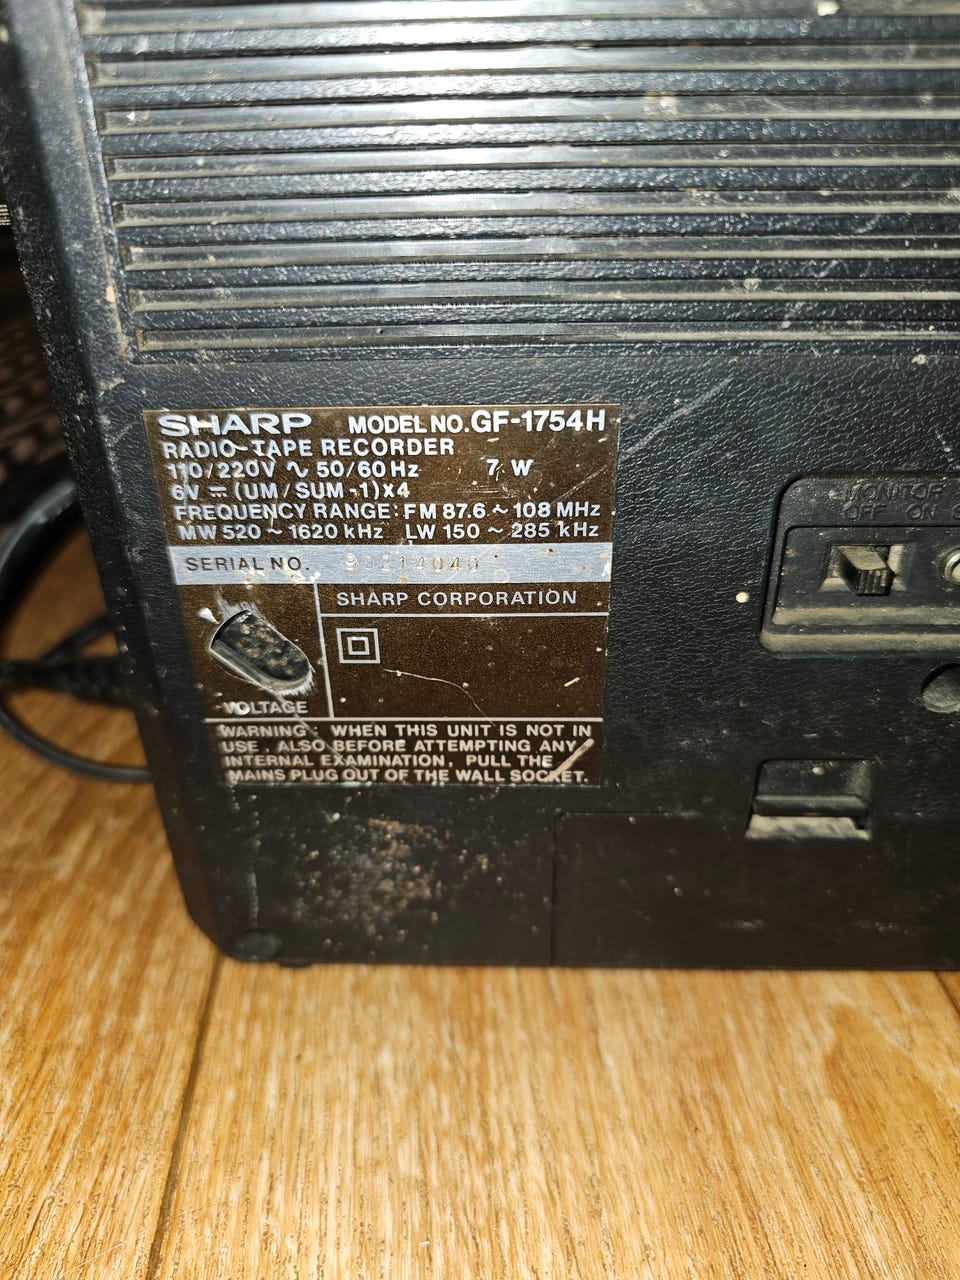 SHARP MODEL NO. GF-1754H
RADIO-TAPE RECORDER
110/220V ∿ 50/60 Hz 7 W
6V ⎓ (UM/SUM-1)X4
FREQUENCY RANGE: FM 87.6 ~ 108 MHz
MW 520 ~ 1620 kHz LW 150 ~ 285 kHz
SERIAL NO. 90214040
SHARP CORPORATION
VOLTAGE
WARNING: WHEN THIS UNIT IS NOT IN
USE, ALSO BEFORE ATTEMPTING ANY
INTERNAL EXAMINATION, PULL THE
MAINS PLUG OUT OF THE WALL SOCKET.
MONITOR
OFF ON